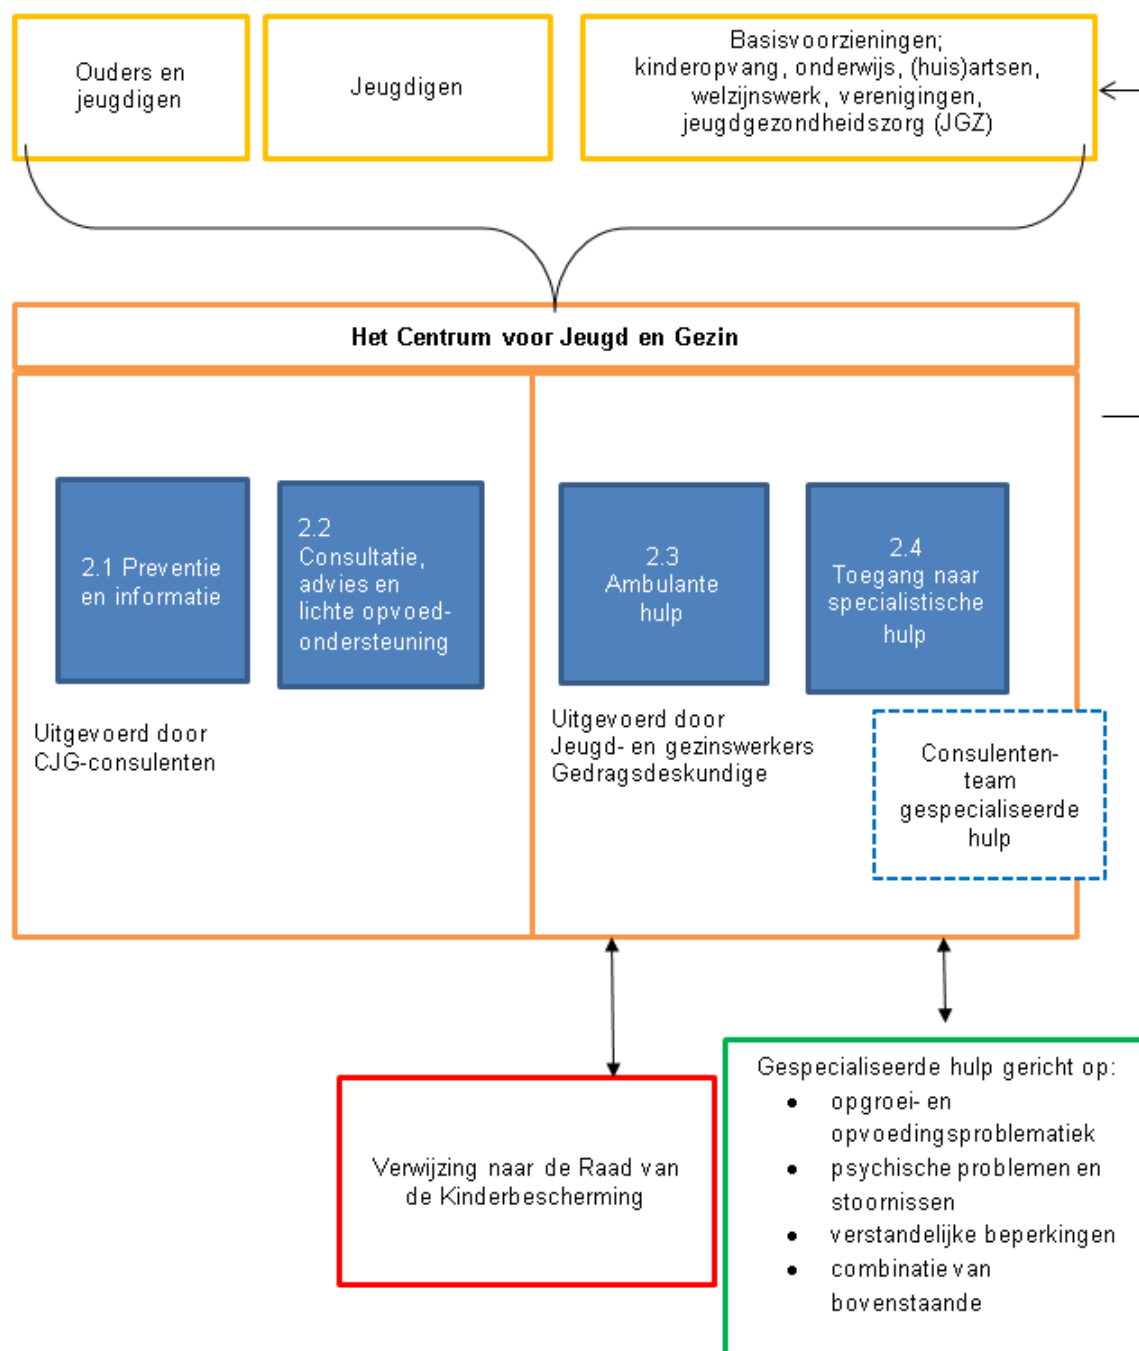 Ouders en
jeugdigen
Jeugdigen
Basisvoorzieningen;
kinderopvang, onderwijs, (huis)artsen,
welzijnswerk, verenigingen,
jeugdgezondheidszorg (JGZ)
Het Centrum voor Jeugd en Gezin
2.1 Preventie
en informatie
2.2
Consultatie,
advies en
lichte opvoed-
ondersteuning
2.3
Ambulante
hulp
2.4
Toegang naar
specialistische
hulp
Uitgevoerd door
CJG-consulenten
Uitgevoerd door
Jeugd- en gezinswerkers
Gedragsdeskundige
Consulenten-
team
gespecialiseerde
hulp
Verwijzing naar de Raad van
de Kinderbescherming
Gespecialiseerde hulp gericht op:
• opgroei- en
opvoedingsproblematiek
• psychische problemen en
stoornissen
• verstandelijke beperkingen
• combinatie van
bovenstaande